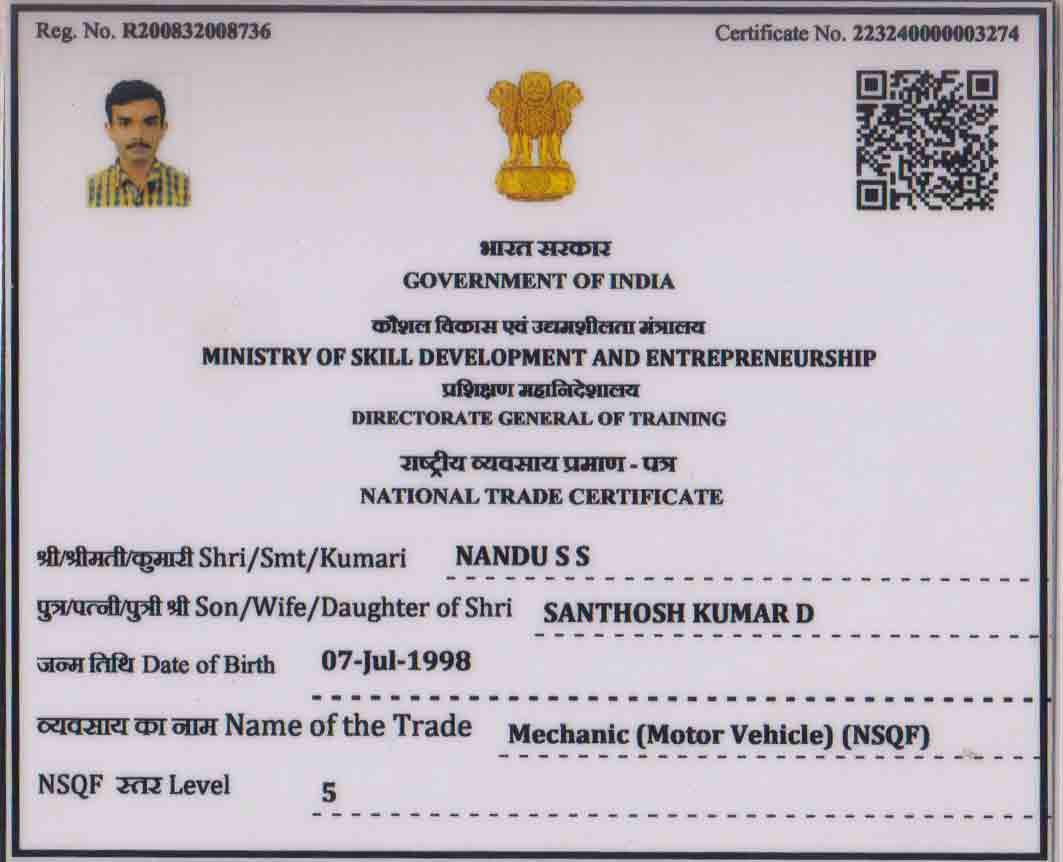 Reg. No. R200832008736
Certificate No. 223240000003274
भारत सरकार
GOVERNMENT OF INDIA
कौशल विकास एवं उद्यमशीलता मंत्रालय
MINISTRY OF SKILL DEVELOPMENT AND ENTREPRENEURSHIP
प्रशिक्षण महानिदेशालय
DIRECTORATE GENERAL OF TRAINING
राष्ट्रीय व्यवसाय प्रमाण - पत्र
NATIONAL TRADE CERTIFICATE
श्री/श्रीमती/कुमारी Shri/Smt/Kumari NANDU S S
पुत्र/पत्नी/पुत्री श्री Son/Wife/Daughter of Shri SANTHOSH KUMAR D
जन्म तिथि Date of Birth 07-Jul-1998
व्यवसाय का नाम Name of the Trade Mechanic (Motor Vehicle) (NSQF)
NSQF स्तर Level 5